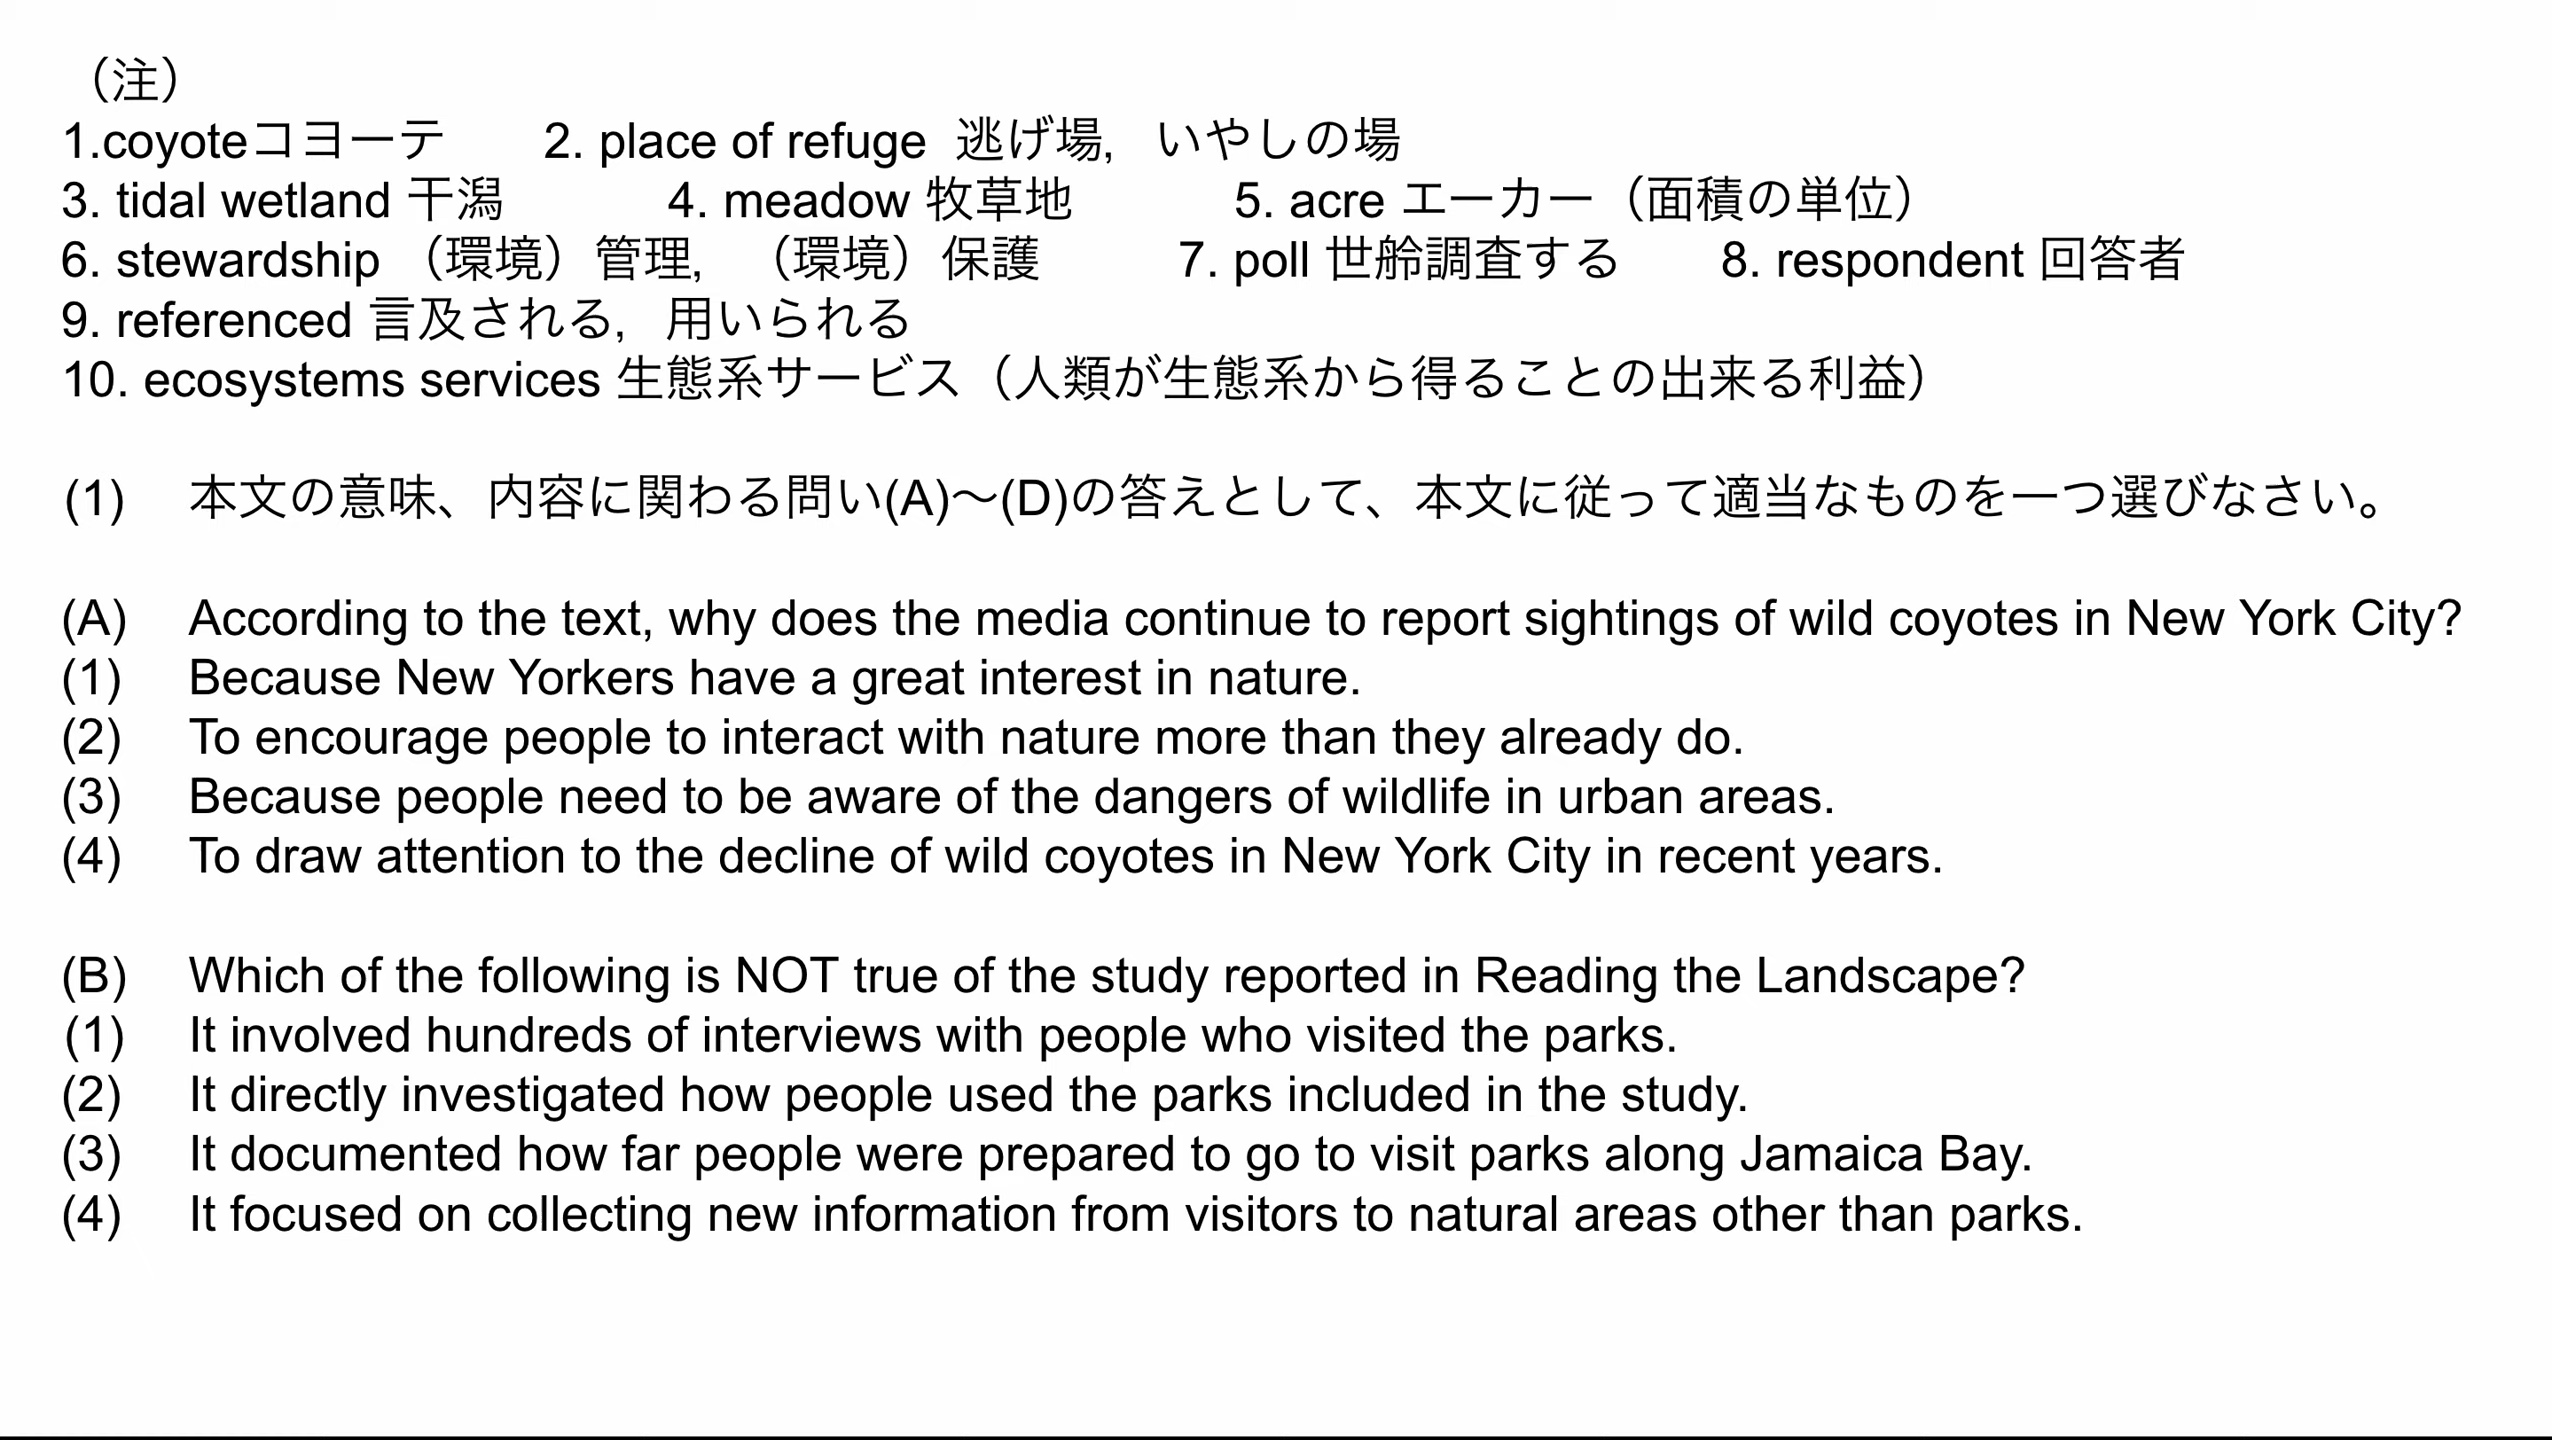 （注）
1.coyoteコヨーテ 2. place of refuge 逃げ場, いやしの場
3. tidal wetland 干潟 4. meadow 牧草地 5. acre エーカー（面積の単位）
6. stewardship （環境）管理, （環境）保護 7. poll 世舲調査する 8. respondent 回答者
9. referenced 言及される, 用いられる
10. ecosystems services 生態系サービス（人類が生態系から得ることの出来る利益）
(1) 本文の意味、内容に関わる問い(A)～(D)の答えとして、本文に従って適当なものを一つ選びなさい。
(A) According to the text, why does the media continue to report sightings of wild coyotes in New York City?
(1) Because New Yorkers have a great interest in nature.
(2) To encourage people to interact with nature more than they already do.
(3) Because people need to be aware of the dangers of wildlife in urban areas.
(4) To draw attention to the decline of wild coyotes in New York City in recent years.
(B) Which of the following is NOT true of the study reported in Reading the Landscape?
(1) It involved hundreds of interviews with people who visited the parks.
(2) It directly investigated how people used the parks included in the study.
(3) It documented how far people were prepared to go to visit parks along Jamaica Bay.
(4) It focused on collecting new information from visitors to natural areas other than parks.